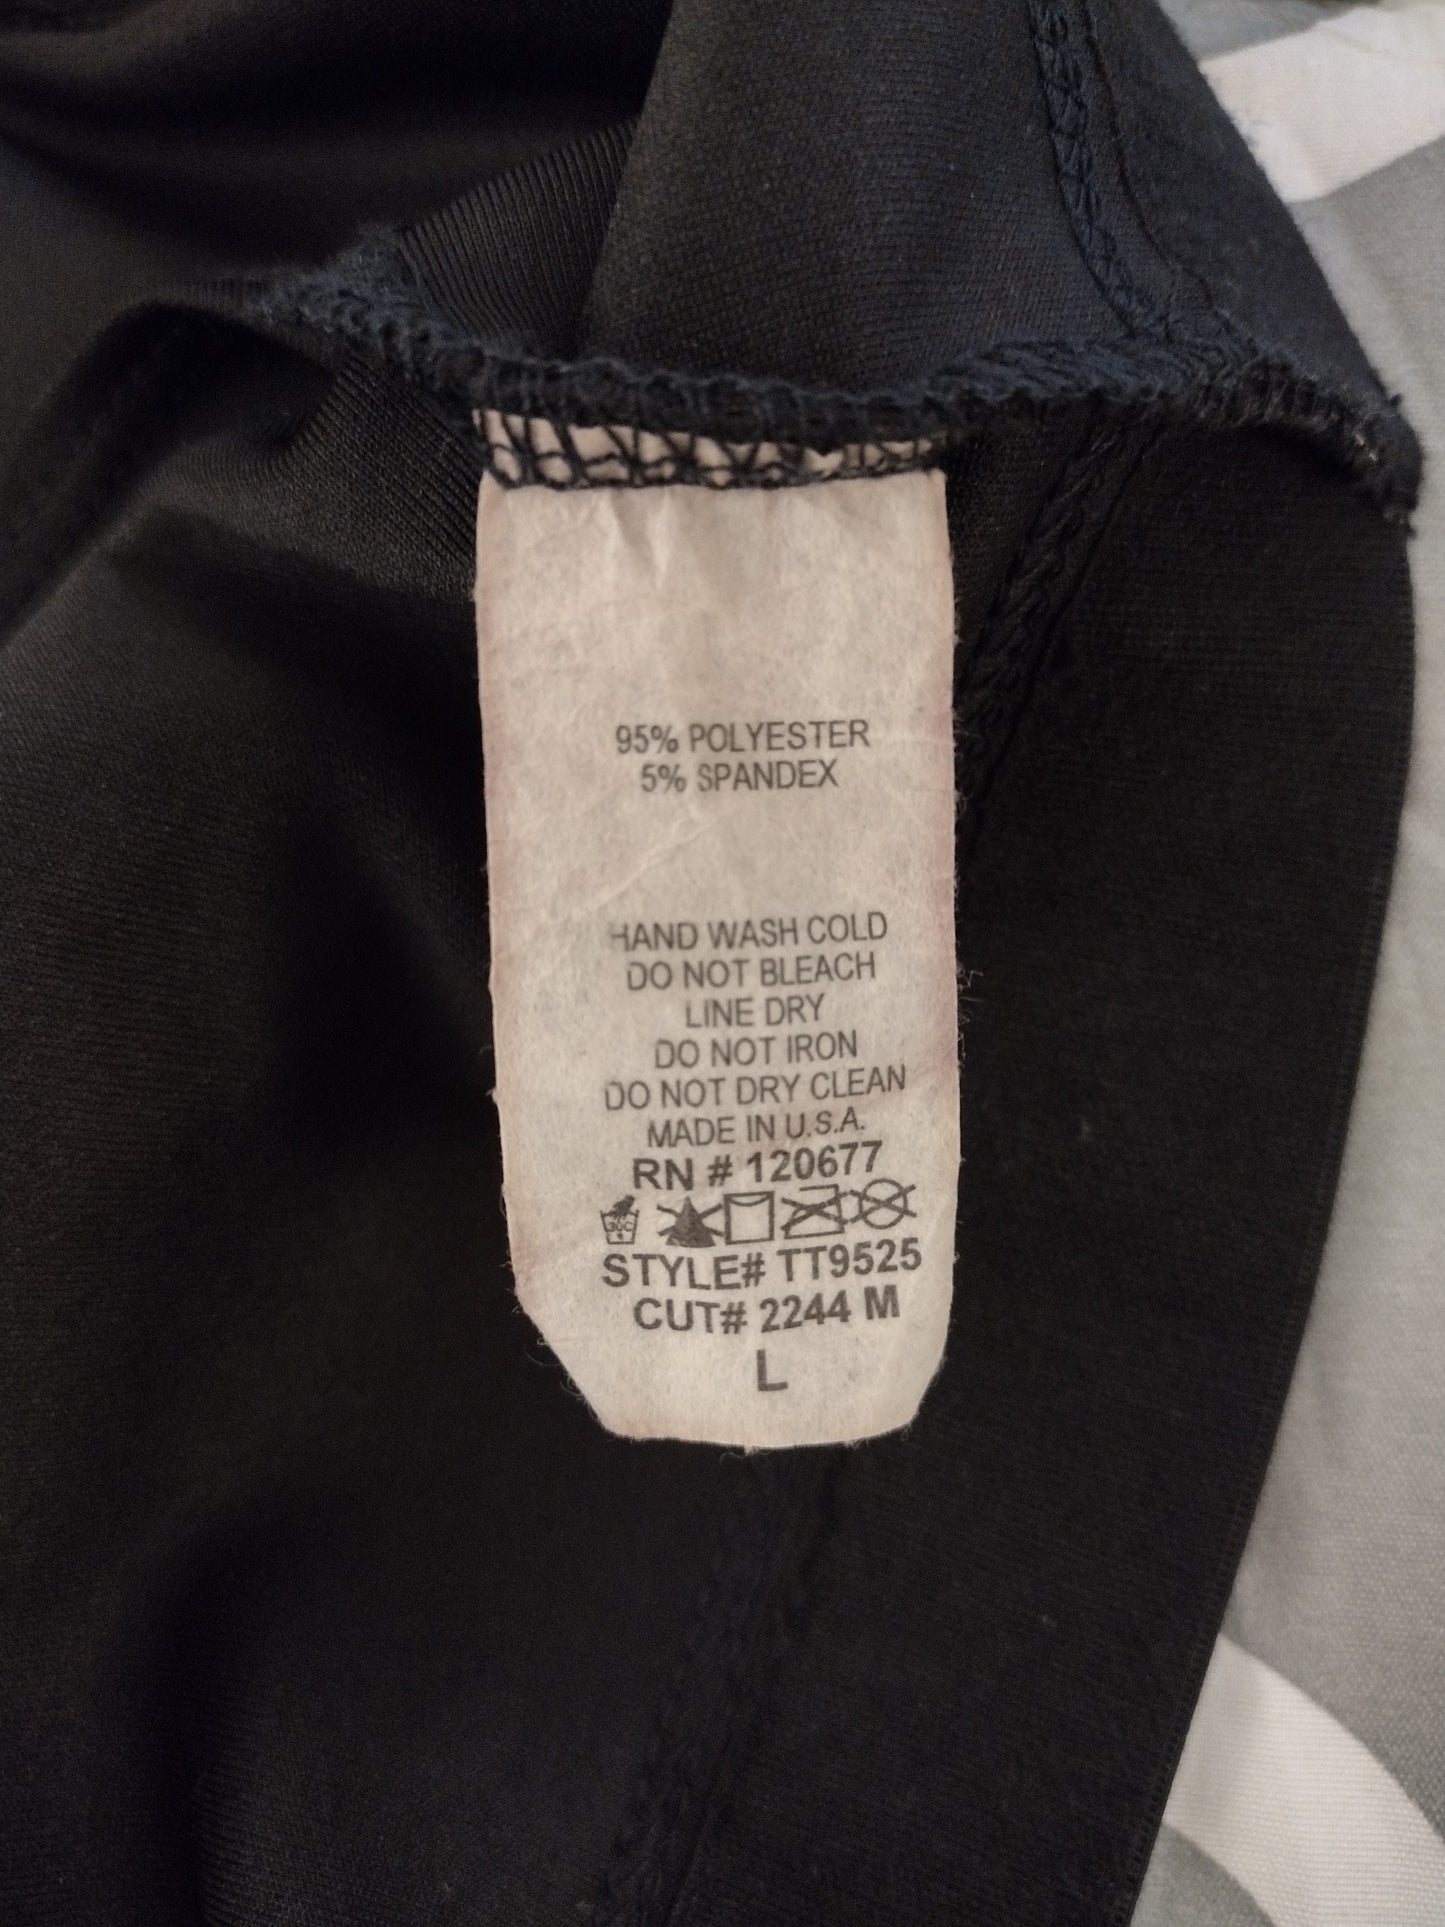 95% POLYESTER
5% SPANDEX
HAND WASH COLD
DO NOT BLEACH
LINE DRY
DO NOT IRON
DO NOT DRY CLEAN
MADE IN U.S.A.
RN # 120677
30C
STYLE# TT9525
CUT# 2244 M
L